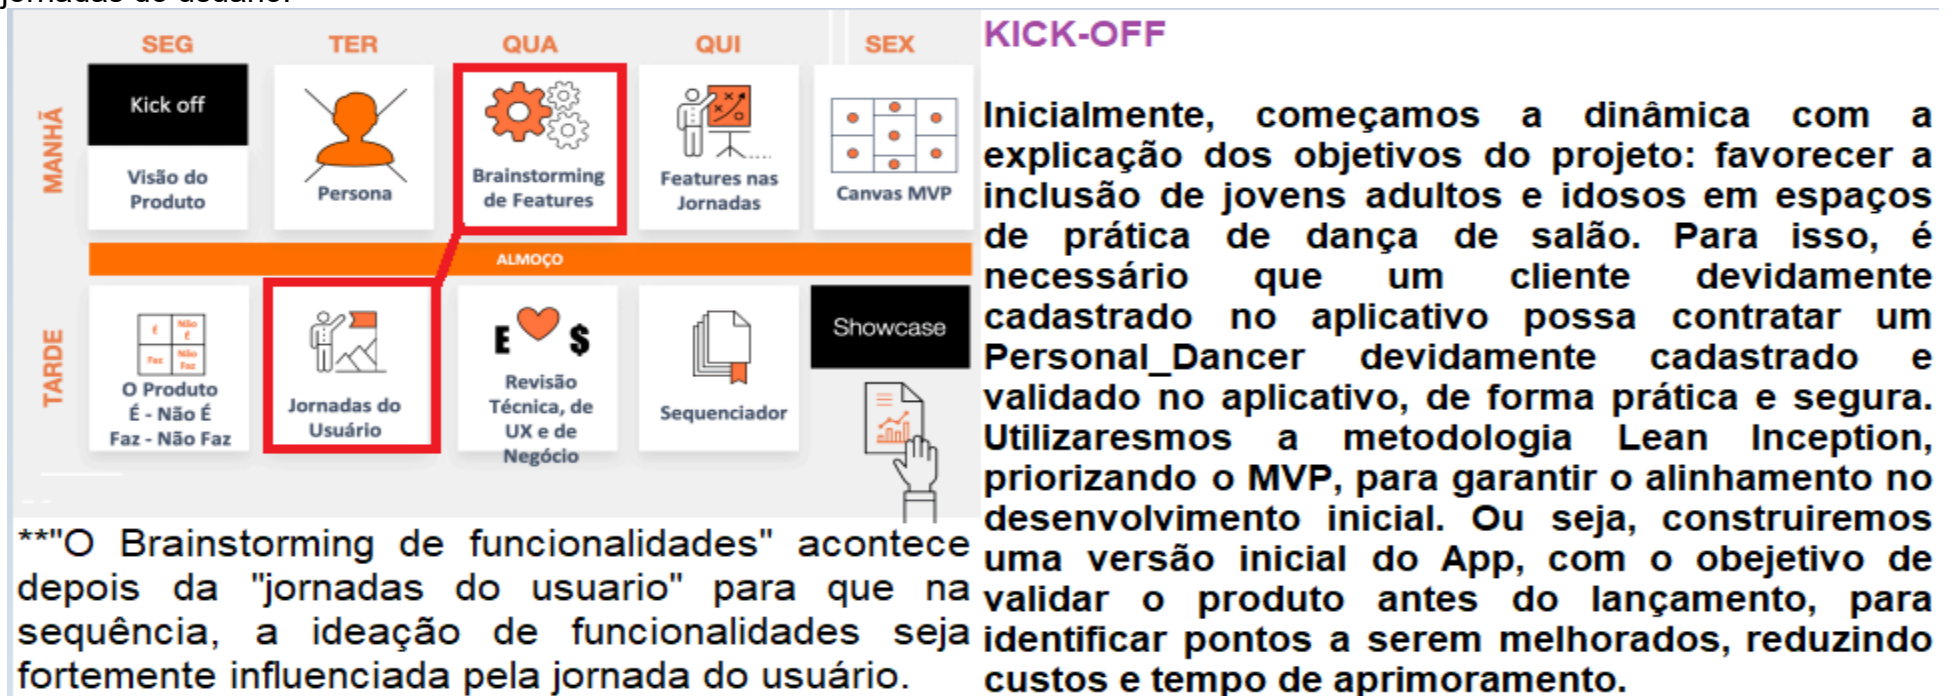 jornadas do usuário.
SEG TER QUA QUI SEX
MANHÃ
Kick off
Visão do
Produto
Persona
Brainstorming
de Features
Features nas
Jornadas
Canvas MVP
ALMOÇO
TARDE
É Não É
Faz Não Faz
O Produto
É - Não É
Faz - Não Faz
Jornadas do
Usuário
E $
Revisão
Técnica, de
UX e de
Negócio
Sequenciador
Showcase
**"O Brainstorming de funcionalidades" acontece
depois da "jornadas do usuario" para que na
sequência, a ideação de funcionalidades seja
fortemente influenciada pela jornada do usuário.
KICK-OFF
Inicialmente, começamos a dinâmica com a
explicação dos objetivos do projeto: favorecer a
inclusão de jovens adultos e idosos em espaços
de prática de dança de salão. Para isso, é
necessário que um cliente devidamente
cadastrado no aplicativo possa contratar um
Personal_Dancer devidamente cadastrado e
validado no aplicativo, de forma prática e segura.
Utilizaresmos a metodologia Lean Inception,
priorizando o MVP, para garantir o alinhamento no
desenvolvimento inicial. Ou seja, construiremos
uma versão inicial do App, com o obejetivo de
validar o produto antes do lançamento, para
identificar pontos a serem melhorados, reduzindo
custos e tempo de aprimoramento.